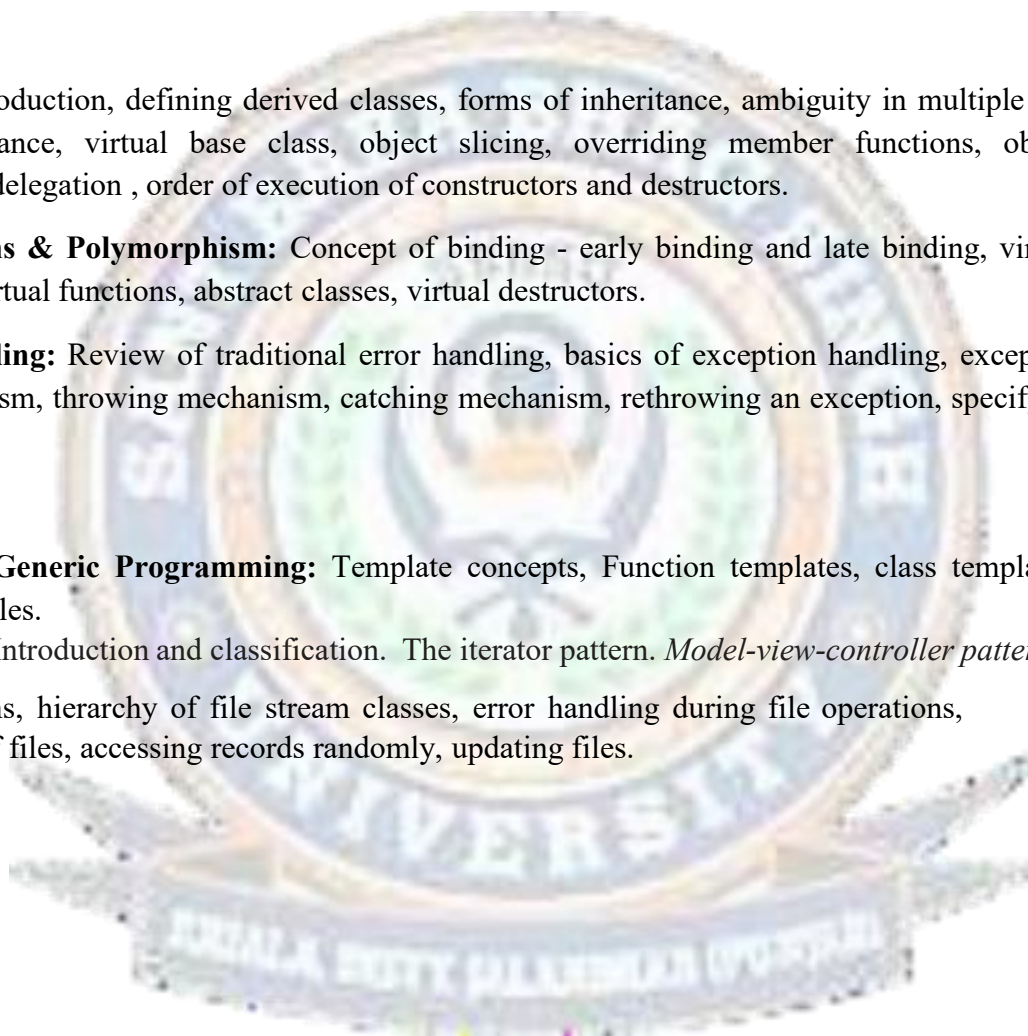 oduction, defining derived classes, forms of inheritance, ambiguity in multiple
ance, virtual base class, object slicing, overriding member functions, ob
delegation , order of execution of constructors and destructors.
ns & Polymorphism: Concept of binding - early binding and late binding, vir
rtual functions, abstract classes, virtual destructors.
ling: Review of traditional error handling, basics of exception handling, excep
sm, throwing mechanism, catching mechanism, rethrowing an exception, specif
Generic Programming: Template concepts, Function templates, class templa
les.
Introduction and classification. The iterator pattern. Model-view-controller patter
ns, hierarchy of file stream classes, error handling during file operations,
f files, accessing records randomly, updating files.
UNIVERSITY